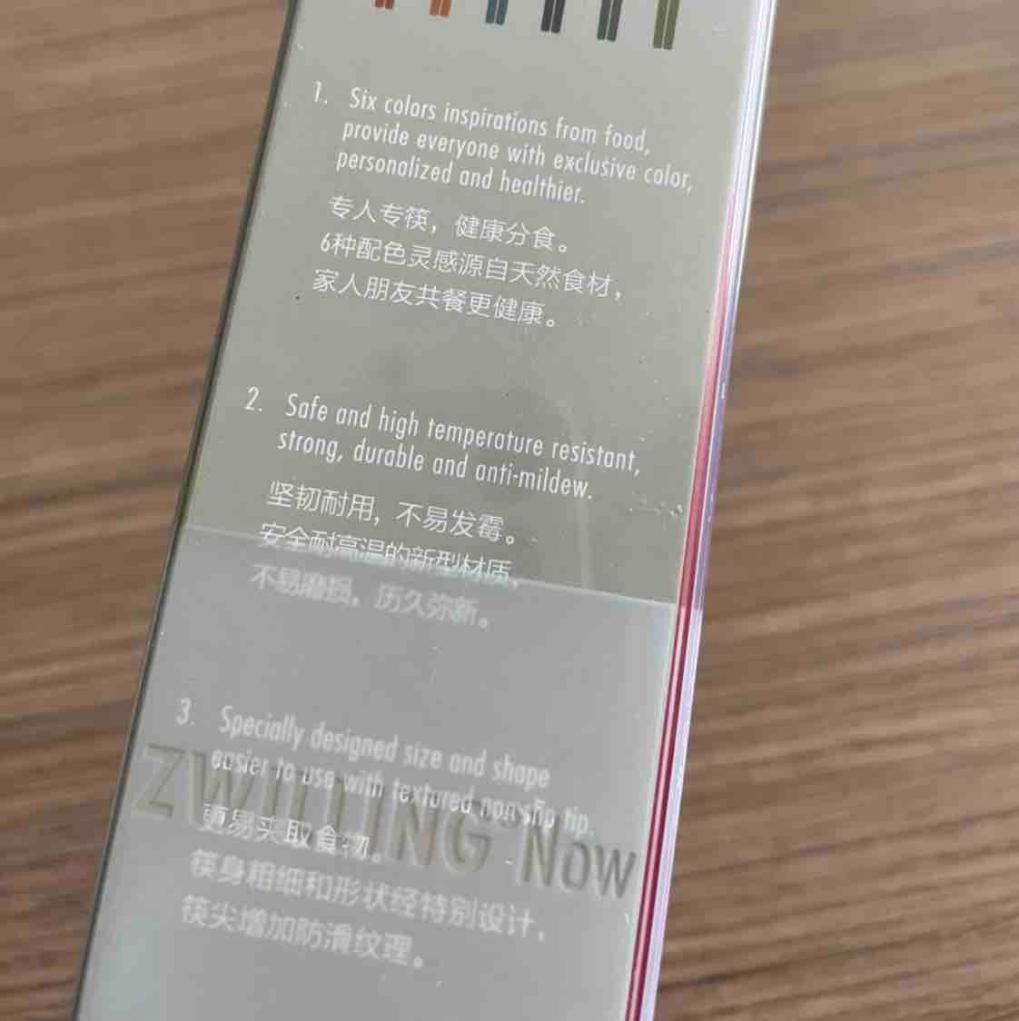 1. Six colors inspirations from food,
provide everyone with exclusive color,
personalized and healthier.
专人专筷，健康分食。
6种配色灵感源自天然食材，
家人朋友共餐更健康。
2. Safe and high temperature resistant,
strong, durable and anti-mildew.
坚韧耐用，不易发霉。
安全耐高温的新型材质，
不易磨损，历久弥新。
3. Specially designed size and shape
easier to use with textured non-slip tip.
更易夹取食物。
筷身粗细和形状经特别设计，
筷尖增加防滑纹理。
ZWILLING Now